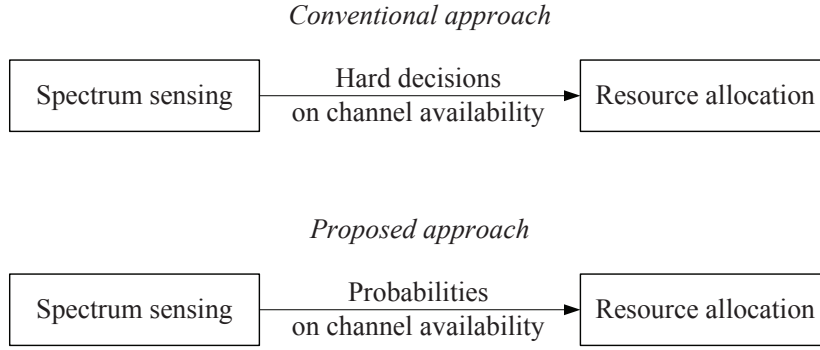 Conventional approach
Spectrum sensing
Hard decisions
on channel availability
Resource allocation
Proposed approach
Spectrum sensing
Probabilities
on channel availability
Resource allocation